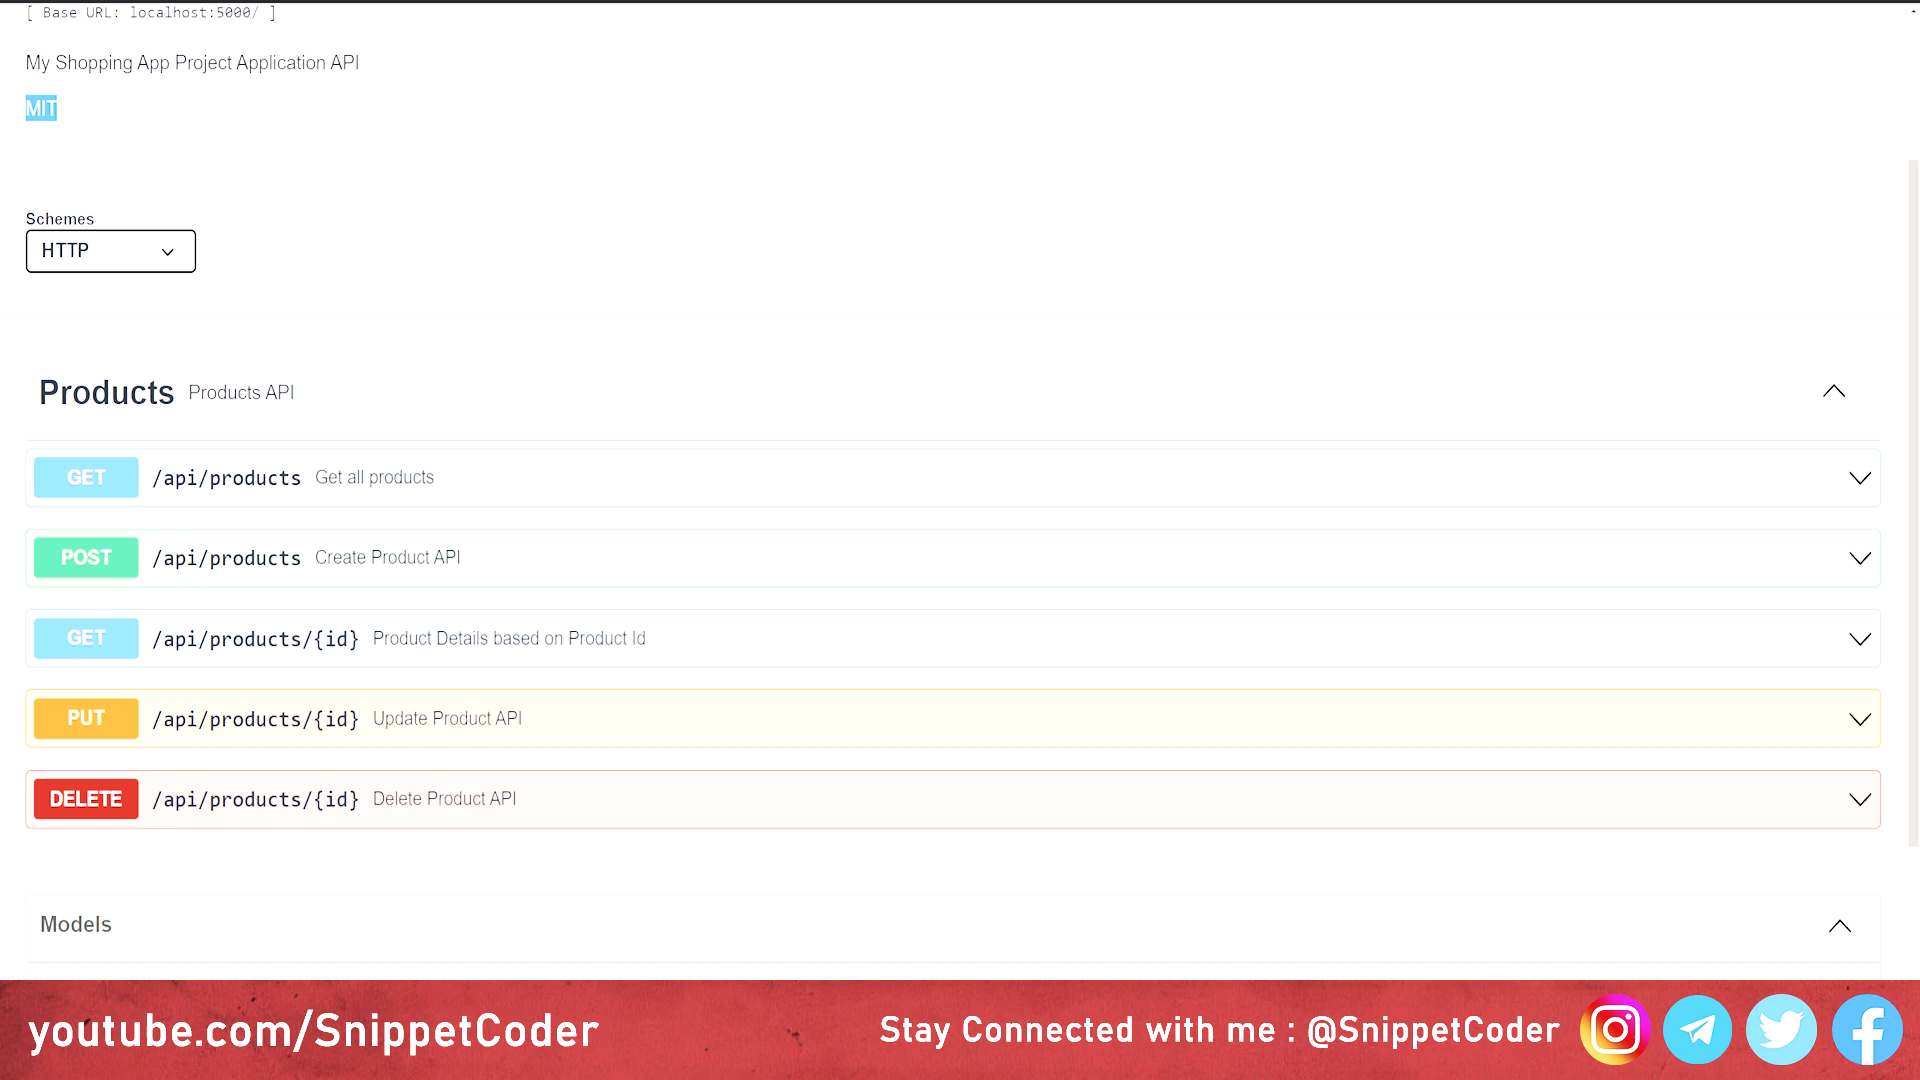 [ Base URL: localhost:5000/ ]
My Shopping App Project Application API
MIT
Schemes
HTTP
Products Products API
GET /api/products Get all products
POST /api/products Create Product API
GET /api/products/{id} Product Details based on Product Id
PUT /api/products/{id} Update Product API
DELETE /api/products/{id} Delete Product API
Models
youtube.com/SnippetCoder Stay Connected with me : @SnippetCoder